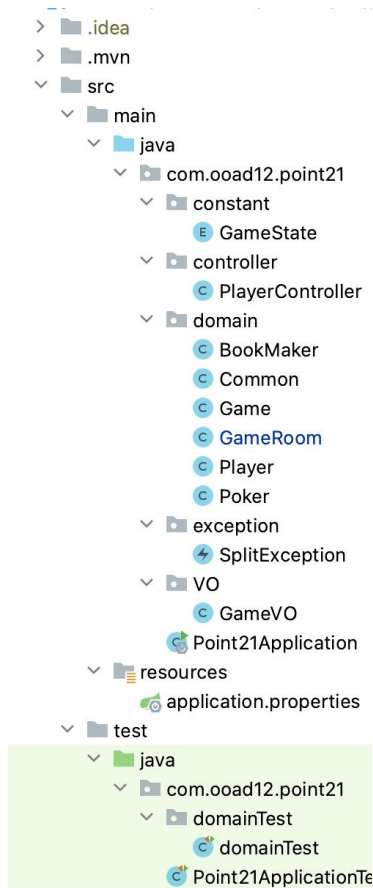 .idea
.mvn
src
main
java
com.ooad12.point21
constant
E GameState
controller
C PlayerController
domain
C BookMaker
C Common
C Game
C GameRoom
C Player
C Poker
exception
SplitException
VO
C GameVO
Point21Application
resources
application.properties
test
java
com.ooad12.point21
domainTest
C domainTest
C Point21ApplicationTe